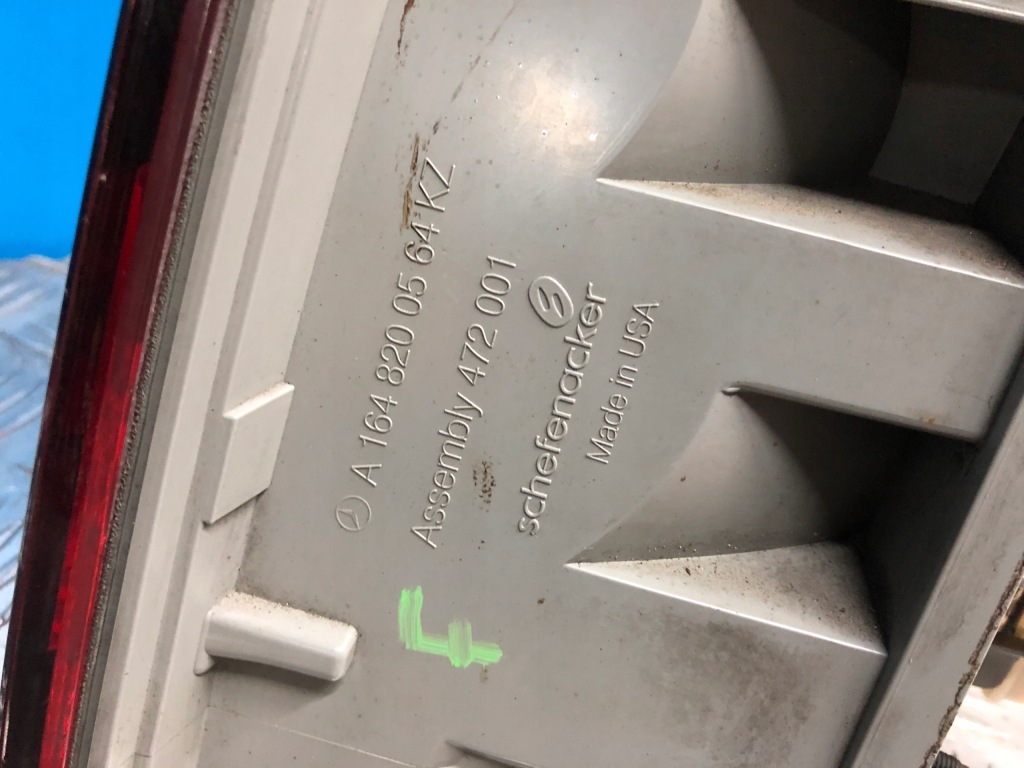 A 164 820 05 64 KZ
Assembly 472 001
schefenacker
Made in USA